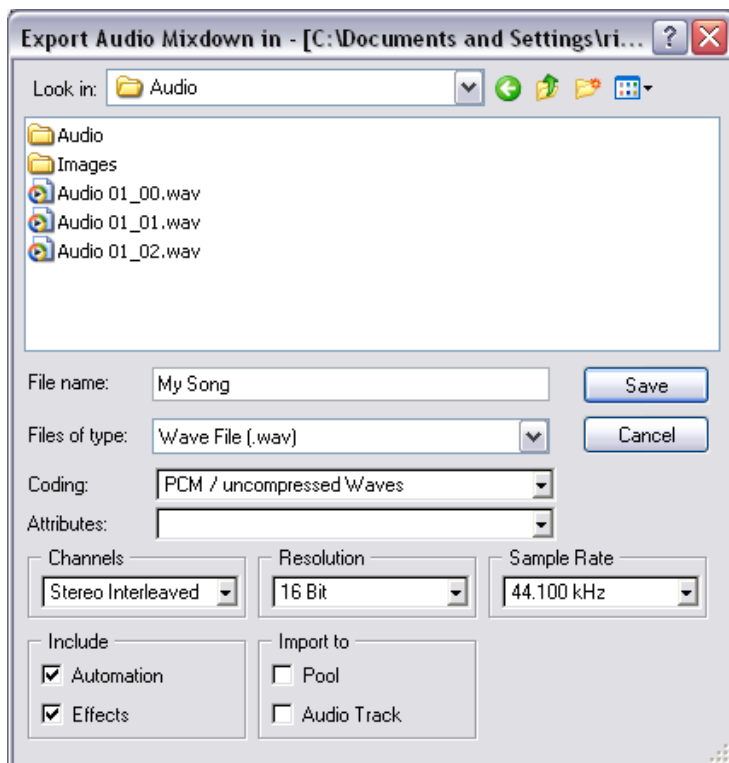 Export Audio Mixdown in - [C:\Documents and Settings\ri...
Look in: Audio
Audio
Images
Audio 01_00.wav
Audio 01_01.wav
Audio 01_02.wav
File name: My Song Save
Files of type: Wave File (.wav) Cancel
Coding: PCM / uncompressed Waves
Attributes:
Channels Resolution Sample Rate
Stereo Interleaved 16 Bit 44.100 kHz
Include Import to
Automation Pool
Effects Audio Track